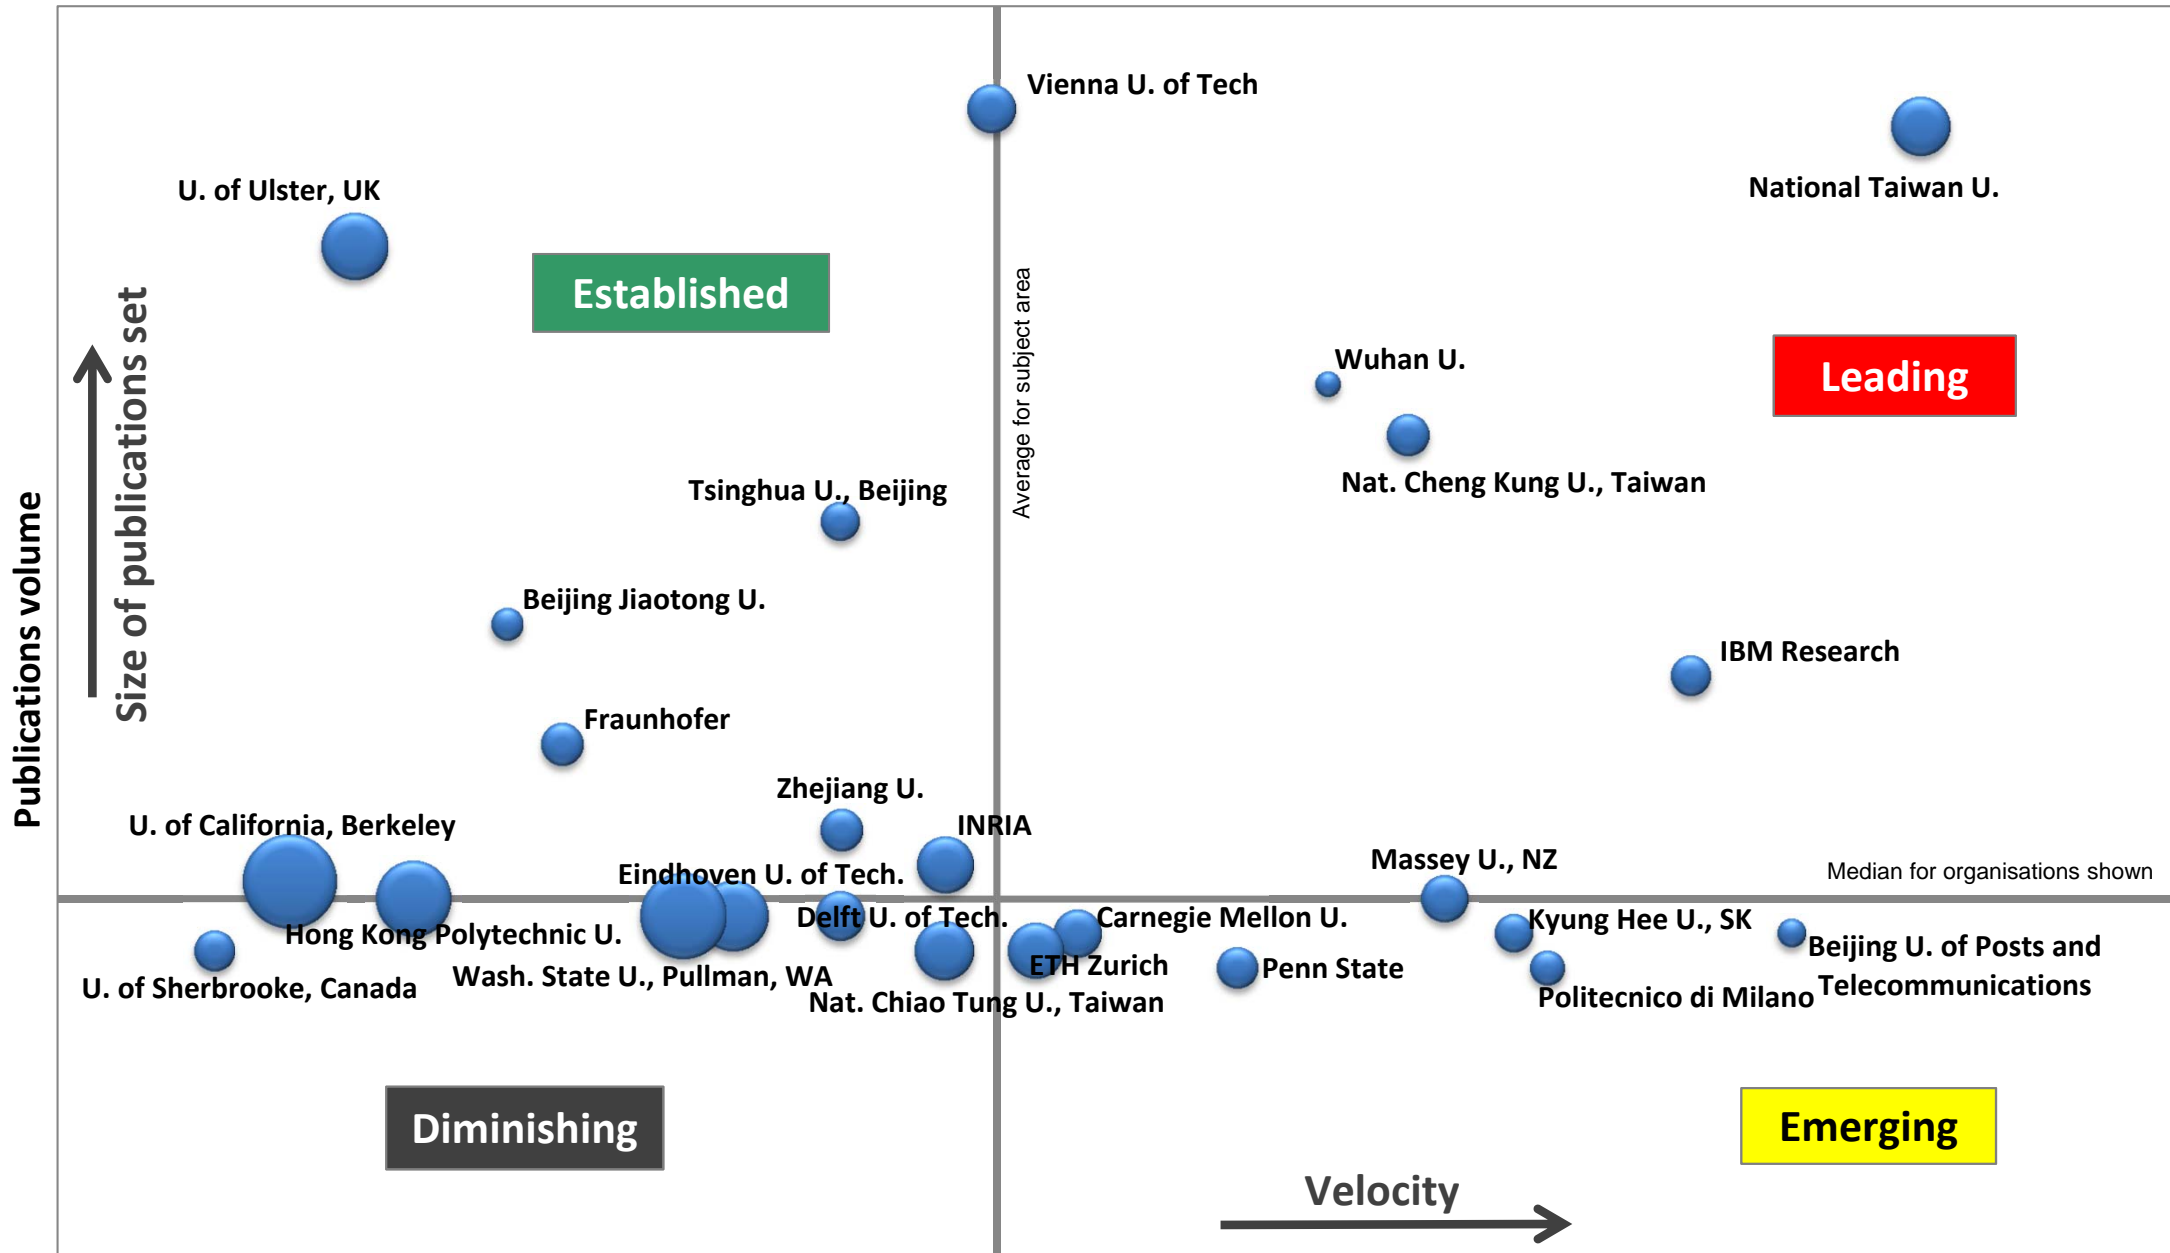 Vienna U. of Tech
National Taiwan U.
U. of Ulster, UK
Established
Average for subject area
Size of publications set
Publications volume
Wuhan U.
Leading
Nat. Cheng Kung U., Taiwan
Tsinghua U., Beijing
Beijing Jiaotong U.
IBM Research
Fraunhofer
Zhejiang U.
U. of California, Berkeley
INRIA
Massey U., NZ
Median for organisations shown
Eindhoven U. of Tech.
Delft U. of Tech.
Carnegie Mellon U.
Kyung Hee U., SK
Hong Kong Polytechnic U.
Beijing U. of Posts and
Telecommunications
ETH Zurich
Penn State
Wash. State U., Pullman, WA
U. of Sherbrooke, Canada
Politecnico di Milano
Nat. Chiao Tung U., Taiwan
Diminishing
Emerging
Velocity